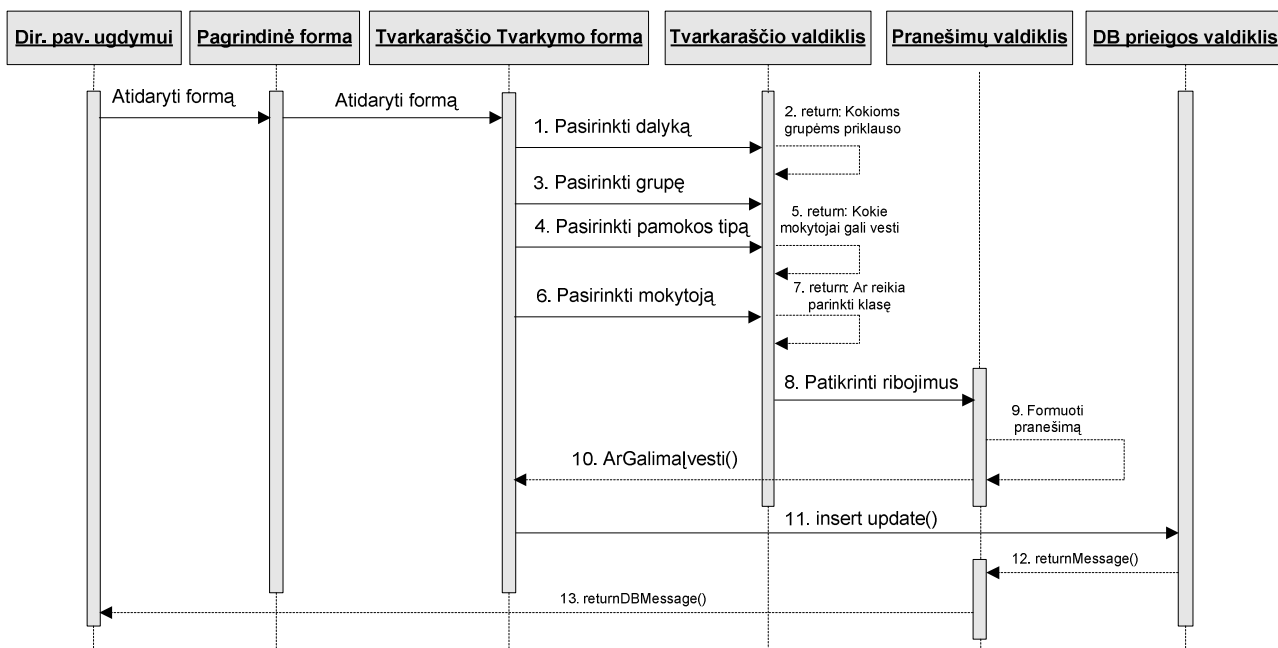 Dir. pav. ugdymui
Pagrindinė forma
Tvarkaraščio Tvarkymo forma
Tvarkaraščio valdiklis
Pranešimų valdiklis
DB prieigos valdiklis
Atidaryti formą
Atidaryti formą
1. Pasirinkti dalyką
2. return: Kokioms
grupėms priklauso
3. Pasirinkti grupę
4. Pasirinkti pamokos tipą
5. return: Kokie
mokytojai gali vesti
6. Pasirinkti mokytoją
7. return: Ar reikia
parinkti klasę
8. Patikrinti ribojimus
9. Formuoti
pranešimą
10. ArGalimaĮvesti()
11. insert update()
12. returnMessage()
13. returnDBMessage()